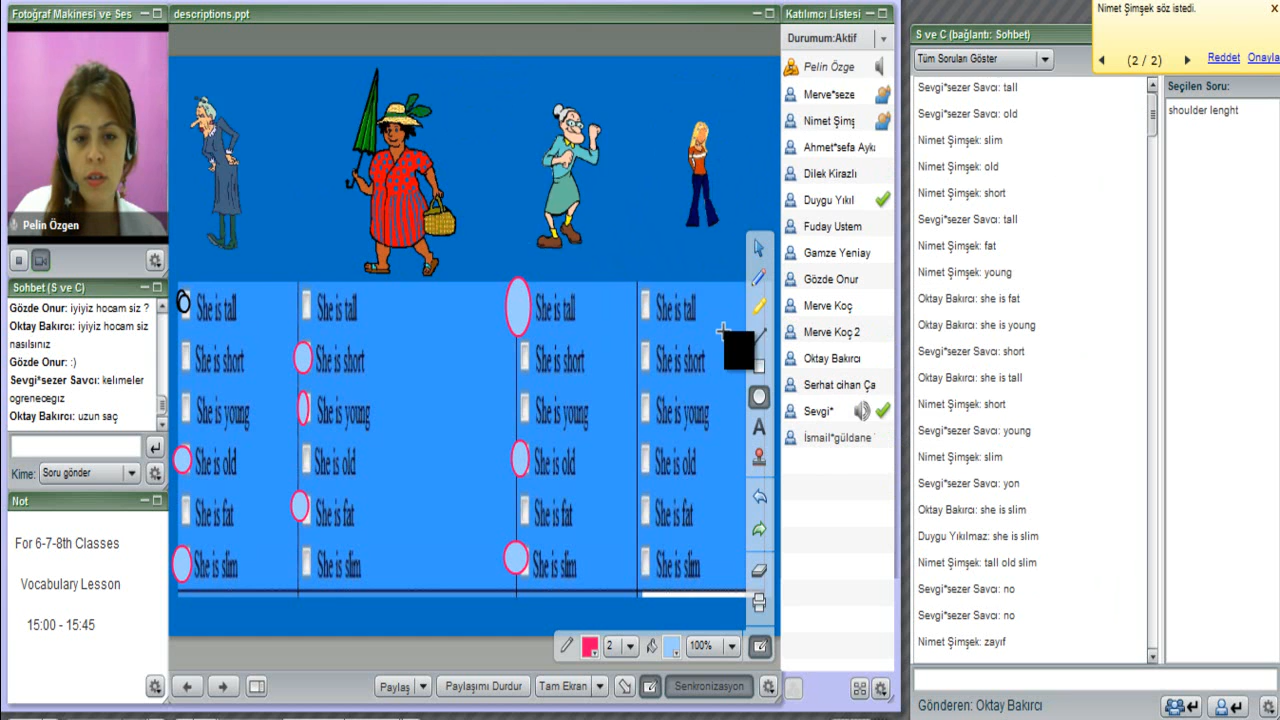 Fotoğraf Makinesi ve Ses
Pelin Özgen
Sohbet (S ve C)
Gözde Onur: iyiyiz hocam siz ?
Oktay Bakırcı: iyiyiz hocam siz
nasılsınız
Gözde Onur: :)
Sevgi*sezer Savcı: kelımeler
ogrenecegız
Oktay Bakırcı: uzun saç
Kime: Soru gönder
Not
For 6-7-8th Classes
Vocabulary Lesson
15:00 - 15:45
descriptions.ppt
She is tall
She is short
She is young
She is old
She is fat
She is slim
She is tall
She is short
She is young
She is old
She is fat
She is slim
She is tall
She is short
She is young
She is old
She is fat
She is slim
She is tall
She is short
She is young
She is old
She is fat
She is slim
A
2
100%
Paylaş
Paylaşımı Durdur
Tam Ekran
Senkronizasyon
Katılımcı Listesi
Durumum:Aktif
Pelin Özge
Merve*seze
Nimet Şimş
Ahmet*sefa Aykı
Dilek Kirazlı
Duygu Yıkıl
Fuday Ustem
Gamze Yeniay
Gözde Onur
Merve Koç
Merve Koç 2
Oktay Bakırcı
Serhat cihan Ça
Sevgi*
İsmail*güldane
S ve C (bağlantı: Sohbet)
Tüm Soruları Göster
Sevgi*sezer Savcı: tall
Sevgi*sezer Savcı: old
Nimet Şimşek: slim
Nimet Şimşek: old
Nimet Şimşek: short
Sevgi*sezer Savcı: tall
Nimet Şimşek: fat
Nimet Şimşek: young
Oktay Bakırcı: she is fat
Oktay Bakırcı: she is young
Sevgi*sezer Savcı: short
Oktay Bakırcı: she is tall
Nimet Şimşek: short
Sevgi*sezer Savcı: young
Nimet Şimşek: slim
Sevgi*sezer Savcı: yon
Oktay Bakırcı: she is slim
Duygu Yıkılmaz: she is slim
Nimet Şimşek: tall old slim
Sevgi*sezer Savcı: no
Sevgi*sezer Savcı: no
Nimet Şimşek: zayıf
Gönderen: Oktay Bakırcı
Nimet Şimşek söz istedi.
X
(2 / 2)
Reddet
Onayla
Seçilen Soru:
shoulder lenght